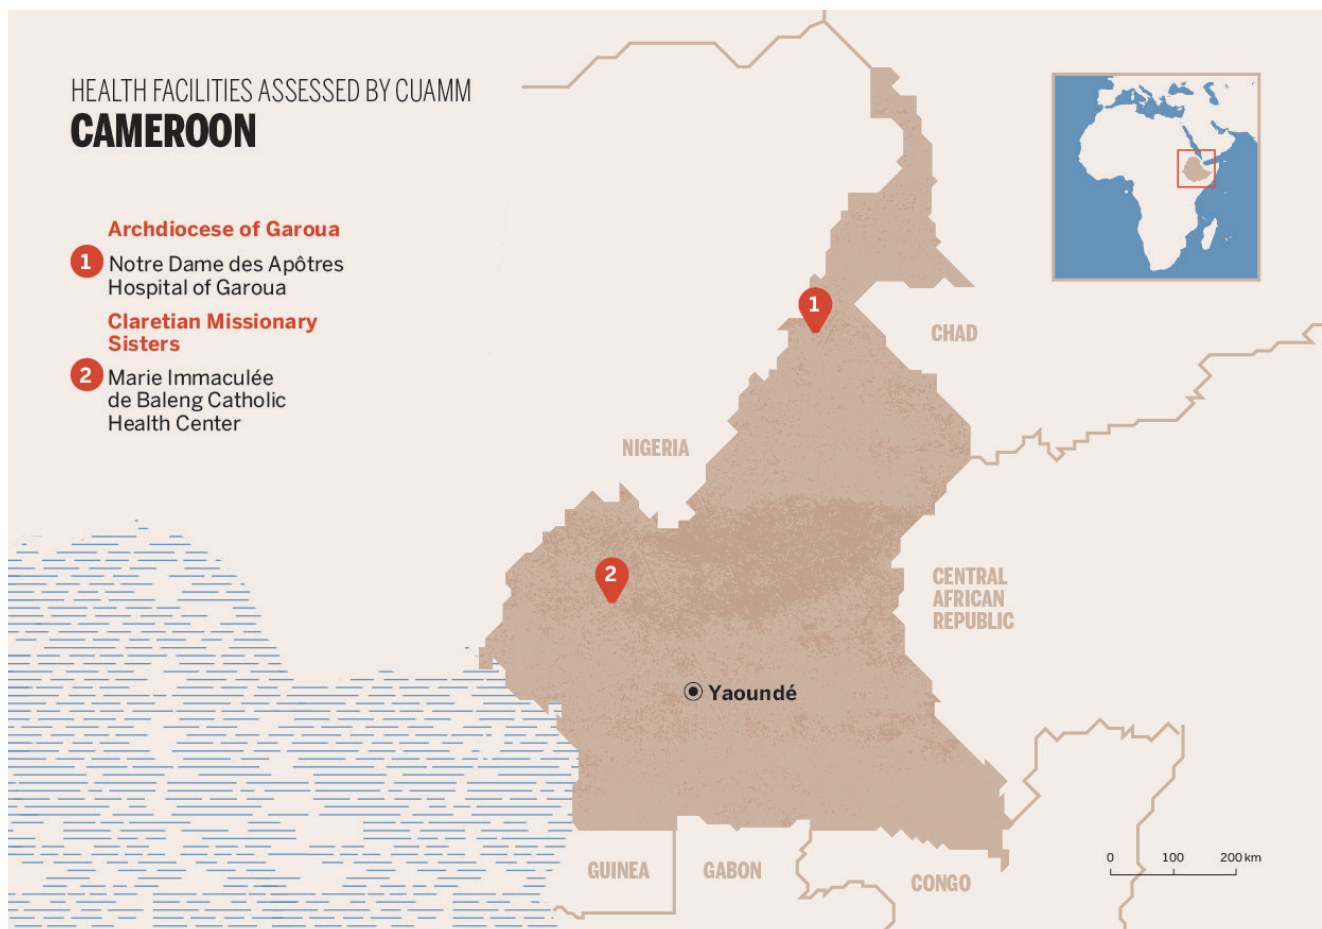 HEALTH FACILITIES ASSESSED BY CUAMM
CAMEROON
Archdiocese of Garoua
1
Notre Dame des Apôtres
Hospital of Garoua
Claretian Missionary
Sisters
2
Marie Immaculée
de Baleng Catholic
Health Center
1
CHAD
NIGERIA
2
CENTRAL
AFRICAN
REPUBLIC
Yaoundé
GUINEA
GABON
CONGO
0 100 200 km